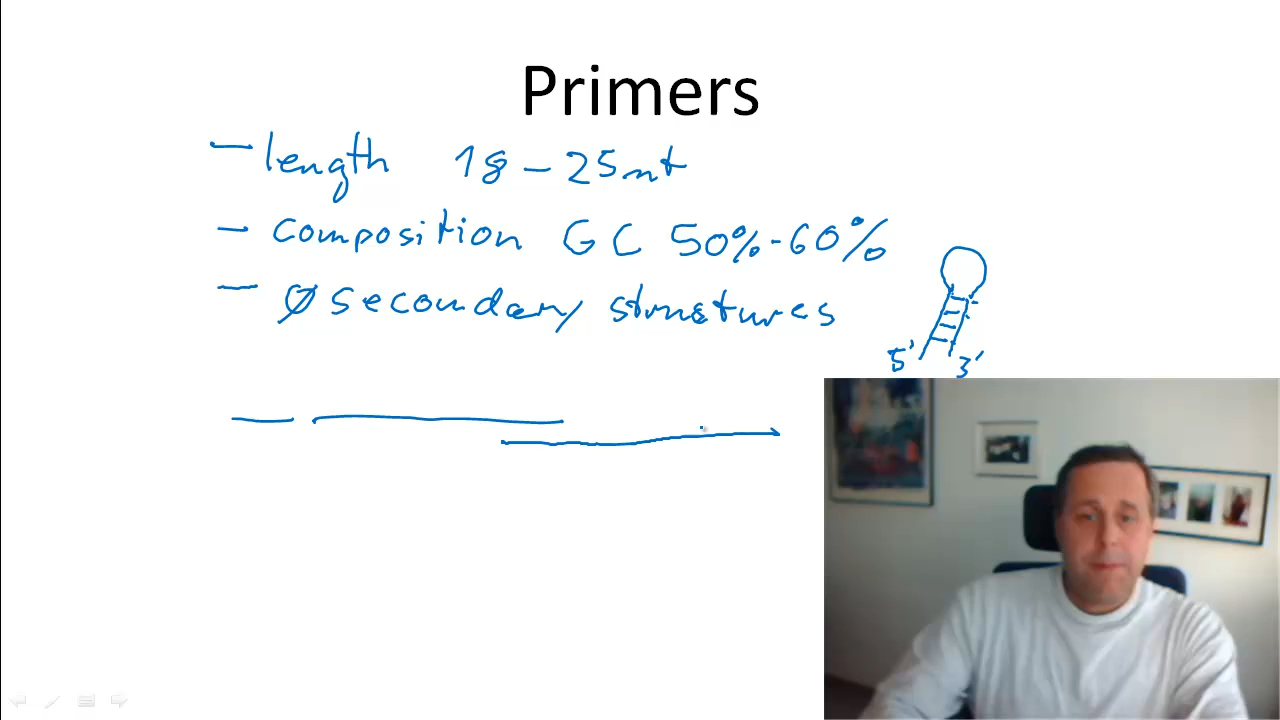 Primers
– length 18 – 25nt
– composition GC 50%-60%
– Ø secondary structures
5' 3'